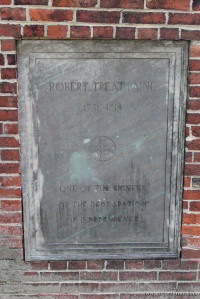 ROBERT TREAT PAINE
1731-1814
ONE OF THE SIGNERS
OF THE DECLARATION
OF INDEPENDENCE